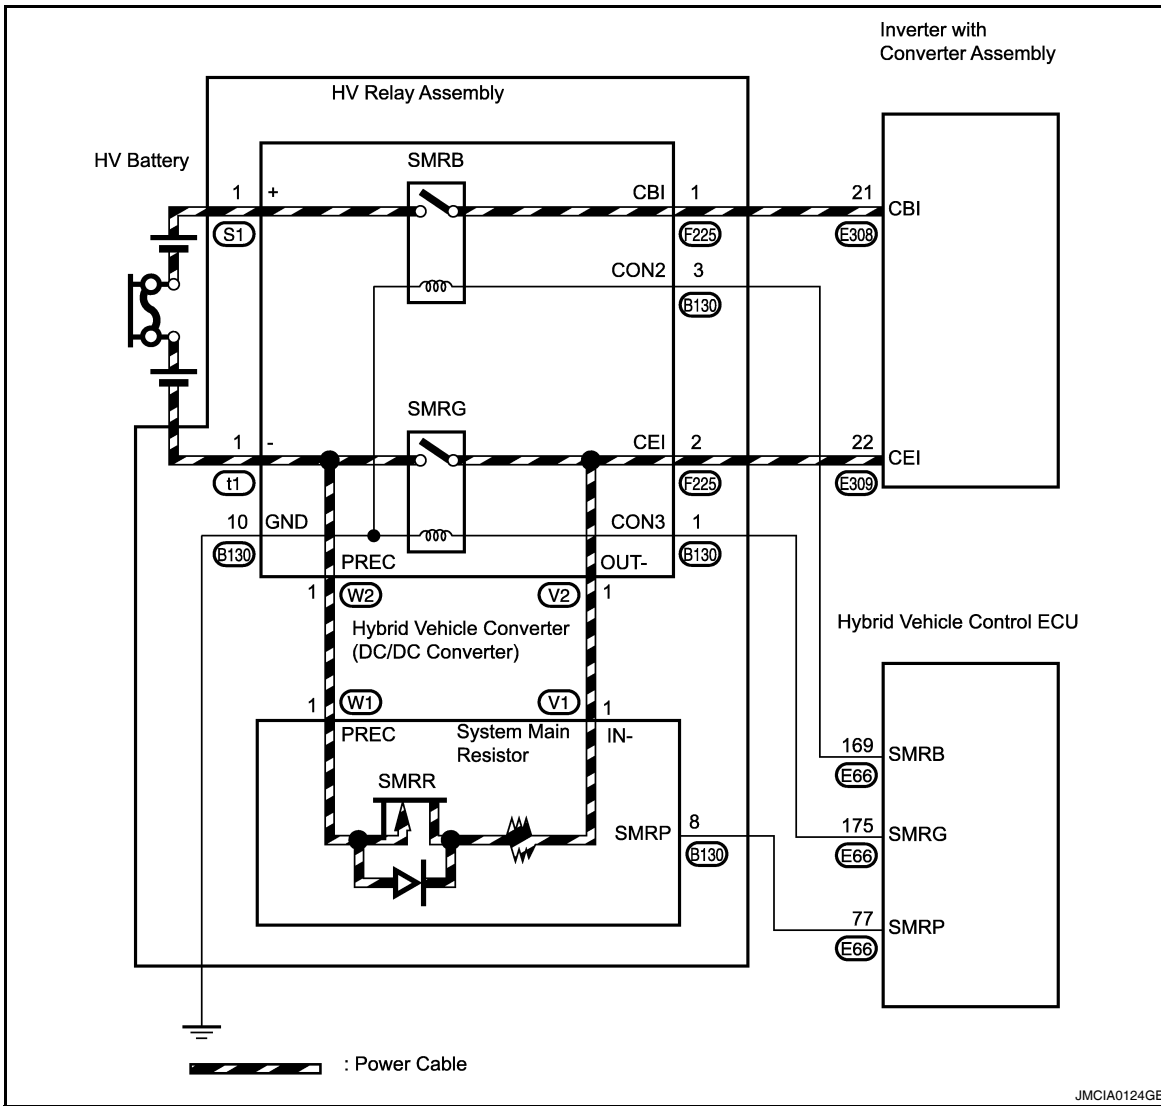 Inverter with
Converter Assembly
HV Relay Assembly
HV Battery
SMRB
1 + CBI 1 21 CBI
S1 F225 E308
CON2 3
B130
SMRG
1 - CEI 2 22 CEI
t1 F225 E309
10 GND CON3 1
B130 PREC OUT- B130
1 W2 V2 1
Hybrid Vehicle Converter
(DC/DC Converter)
Hybrid Vehicle Control ECU
1 W1 V1 1
PREC System Main
Resistor IN-
SMRR
169 SMRB
E66
SMRP 8
B130
175 SMRG
E66
77 SMRP
E66
: Power Cable
JMCIA0124GB